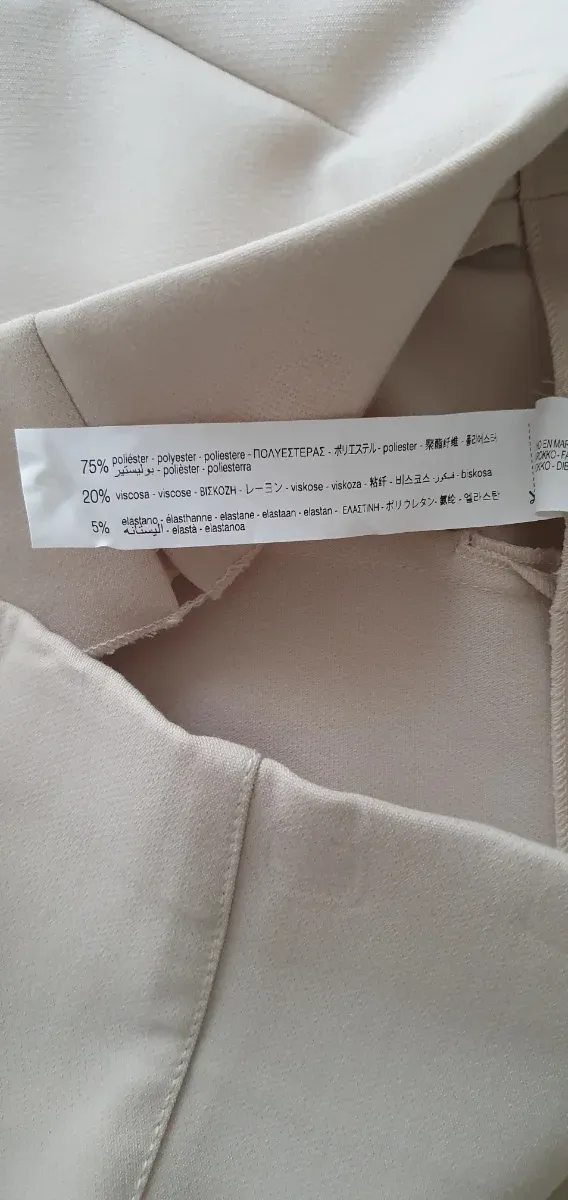 75% poliéster - polyester - poliestere - ΠΟΛΥΕΣΤΕΡΑΣ - ポリエステル - poliester - 聚酯纤维 - 폴리에스터
بوليستير - polièster - poliesterra
20% viscosa - viscose - ΒΙΣΚΟΖΗ - レーヨン - viskose - viskoza - 粘纤 - 비스코스 - فسكوز - biskosa
5% elastano - élasthanne - elastane - elastaan - elastan - ΕΛΑΣΤΙΝΗ - ポリウレタン - 氨纶 - 엘라스탄
اليستانه - elastà - elastanoa